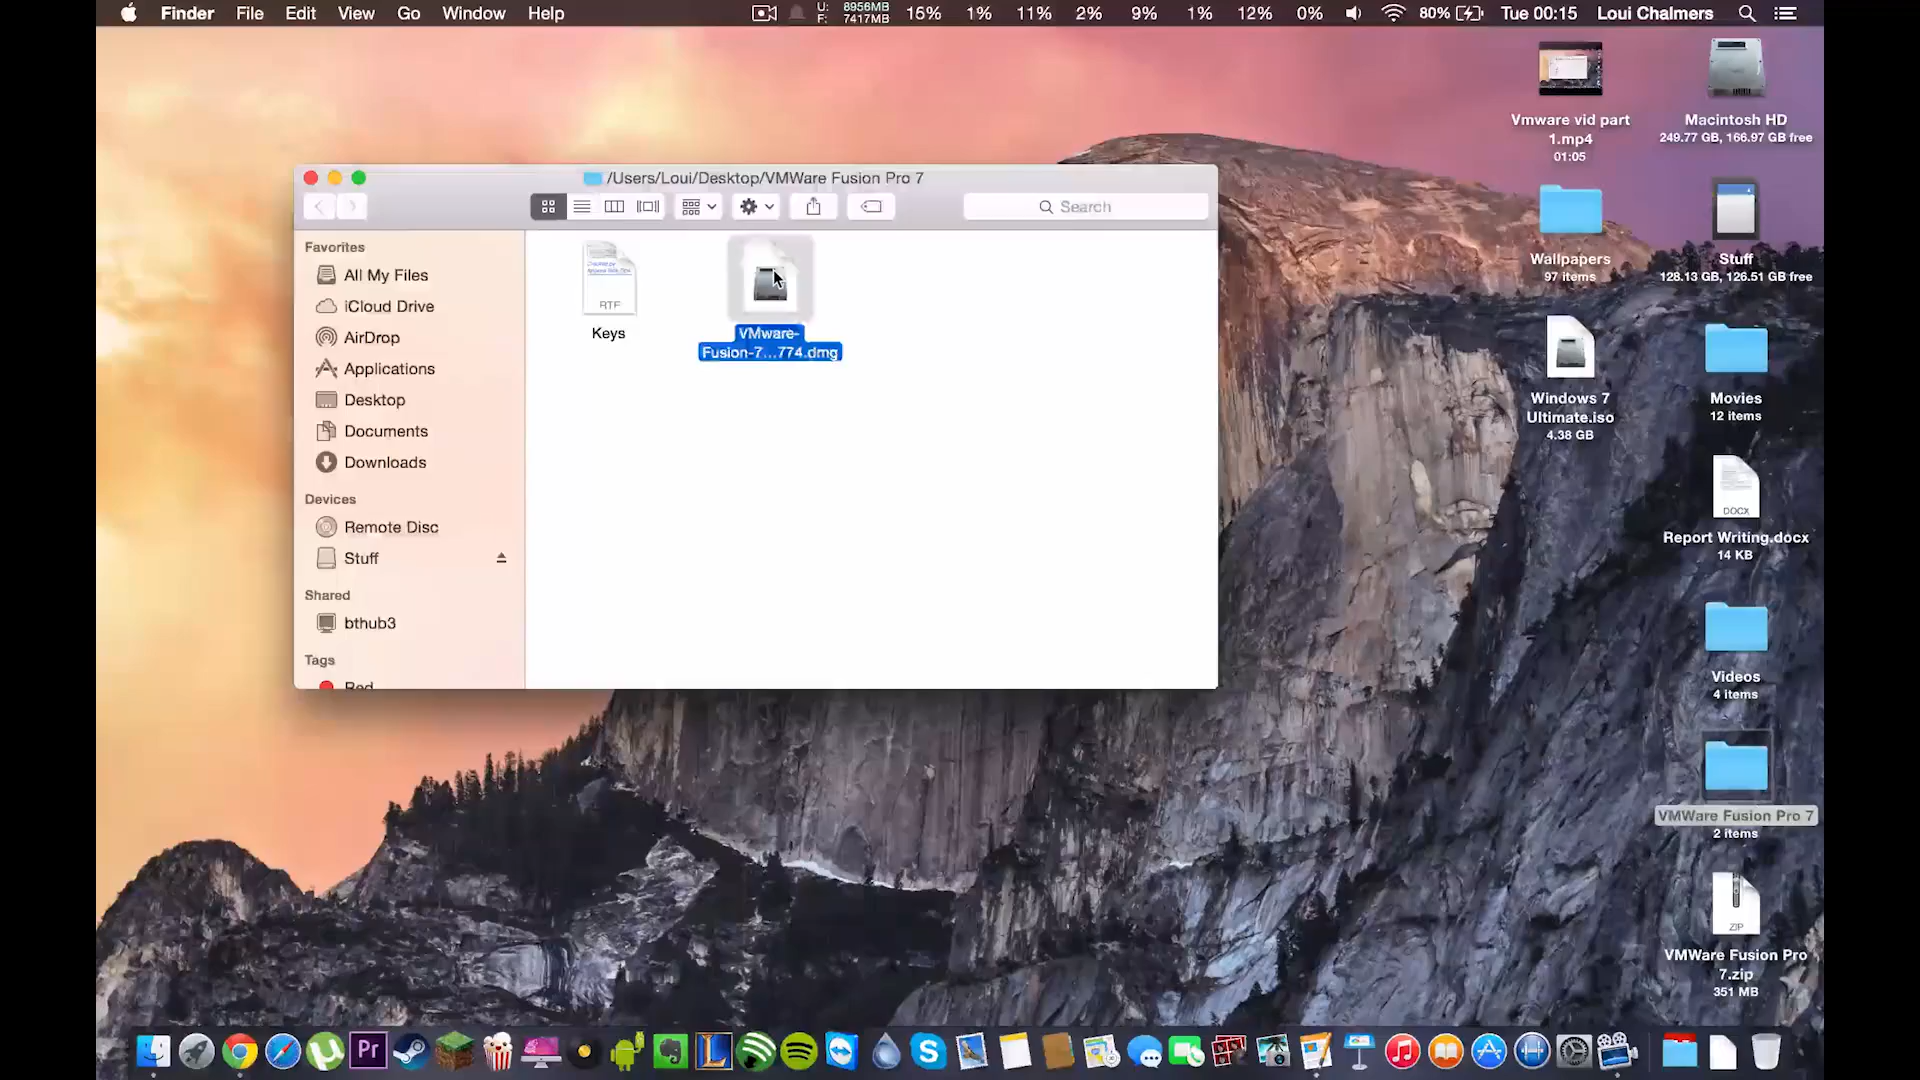 Finder File Edit View Go Window Help
U: 8956MB
F: 7417MB
15% 1% 11% 2% 9% 1% 12% 0% 80% Tue 00:15 Loui Chalmers
/Users/Loui/Desktop/VMWare Fusion Pro 7
Search
Favorites
All My Files
iCloud Drive
AirDrop
Applications
Desktop
Documents
Downloads
Devices
Remote Disc
Stuff
Shared
bthub3
Tags
Red
RTF
Keys
VMware-
Fusion-7...774.dmg
Vmware vid part
1.mp4
01:05
Macintosh HD
249.77 GB, 166.97 GB free
Wallpapers
97 items
Stuff
128.13 GB, 126.51 GB free
Windows 7
Ultimate.iso
4.38 GB
Movies
12 items
DOCX
Report Writing.docx
14 KB
Videos
4 items
VMWare Fusion Pro 7
2 items
ZIP
VMWare Fusion Pro
7.zip
351 MB
Pr